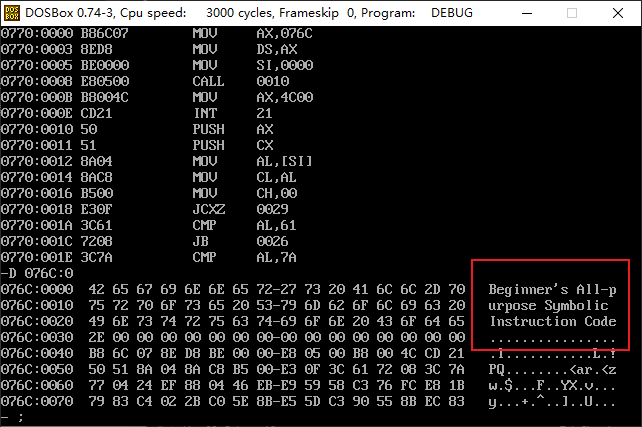 DOSBox 0.74-3, Cpu speed:    3000 cycles, Frameskip  0, Program:    DEBUG
0770:0000 B86C07        MOV     AX,076C
0770:0003 8ED8          MOV     DS,AX
0770:0005 BE0000        MOV     SI,0000
0770:0008 E80500        CALL    0010
0770:000B B8004C        MOV     AX,4C00
0770:000E CD21          INT     21
0770:0010 50            PUSH    AX
0770:0011 51            PUSH    CX
0770:0012 8A04          MOV     AL,[SI]
0770:0014 8AC8          MOV     CL,AL
0770:0016 B500          MOV     CH,00
0770:0018 E30F          JCXZ    0029
0770:001A 3C61          CMP     AL,61
0770:001C 7208          JB      0026
0770:001E 3C7A          CMP     AL,7A
-D 076C:0
076C:0000  42 65 67 69 6E 6E 65 72-27 73 20 41 6C 6C 2D 70   Beginner's All-p
076C:0010  75 72 70 6F 73 65 20 53-79 6D 62 6F 6C 69 63 20   urpose Symbolic
076C:0020  49 6E 73 74 72 75 63 74-69 6F 6E 20 43 6F 64 65   Instruction Code
076C:0030  2E 00 00 00 00 00 00 00-00 00 00 00 00 00 00 00   ................
076C:0040  B8 6C 07 8E D8 BE 00 00-E8 05 00 B8 00 4C CD 21   .l...........L.!
076C:0050  50 51 8A 04 8A C8 B5 00-E3 0F 3C 61 72 08 3C 7A   PQ........<ar.<z
076C:0060  77 04 24 EF 88 04 46 EB-E9 59 58 C3 76 FC E8 1B   w.$...F..YX.v...
076C:0070  79 83 C4 02 2B C0 5E 8B-E5 5D C3 90 55 8B EC 83   y...+.^..]..U...
- ;